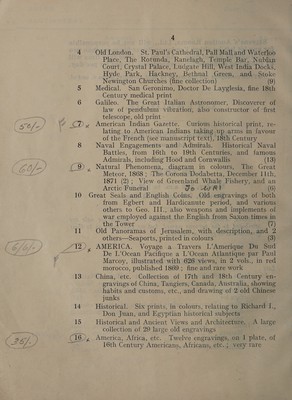 4
4 Old London. St. Paul's Cathedral, Pall Mall and Waterloo
Place, The Rotunda, Ranelagh, Temple Bar, Nubian
Court, Crystal Palace, Ludgate Hill, West India Docks,
Hyde Park, Hackney, Bethnal Green, and Stoke
Newington Churches (fine collection) (9)
5 Medical. San Geronimo, Doctor De Layglesia, fine 18th
Century medical print
6 Galileo. The Great Italian Astronomer, Discoverer of
law of pendulum vibration, also constructor of first
telescope, old print
50/- 7 American Indian Gazette. Curious historical print, re-
lating to American Indians taking up arms in favour
of the French (see manuscript text), 18th Century
8 Naval Engagements and Admirals. Historical Naval
Battles, from 16th to 19th Centuries, and famous
Admirals, including Hood and Cornwallis (13)
60/- 9 Natural Phenomena, diagram in colours, The Great
Meteor, 1868; The Colson Dodabetta, December 11th,
1871 (2); View of Greenland Whale Fishery, and an
Arctic Funeral (6)
10 Great Seals and English Coins. Old engravings of both
from Egbert and Hardicanute period, and various
others to Geo. III., also weapons and implements of
war employed against the English from Saxon times in
the Tower (7)
11 Old Panoramas of Jerusalem, with description, and 2
others—Seaports, printed in colours (3)
12 AMERICA. Voyage a Travers L'Amerique Du Sud
De L'Ocean Pacifique a L'Ocean Atlantique par Paul
Marcoy, illustrated with 626 views, in 2 vols., in red
morocco, published 1869; fine and rare work
13 China, etc. Collection of 17th and 18th Century en-
gravings of China, Tangiers, Canada, Australia, showing
habits and customs, etc., and drawing of 2 old Chinese
junks
14 Historical. Six prints, in colours, relating to Richard I.,
Don Juan, and Egyptian historical subjects
15 Historical and Ancient Views and Architecture. A large
collection of 29 large old engravings
35/- 16 America, Africa, etc. Twelve engravings, on 1 plate, of
16th Century Americans, Africans, etc.; very rare